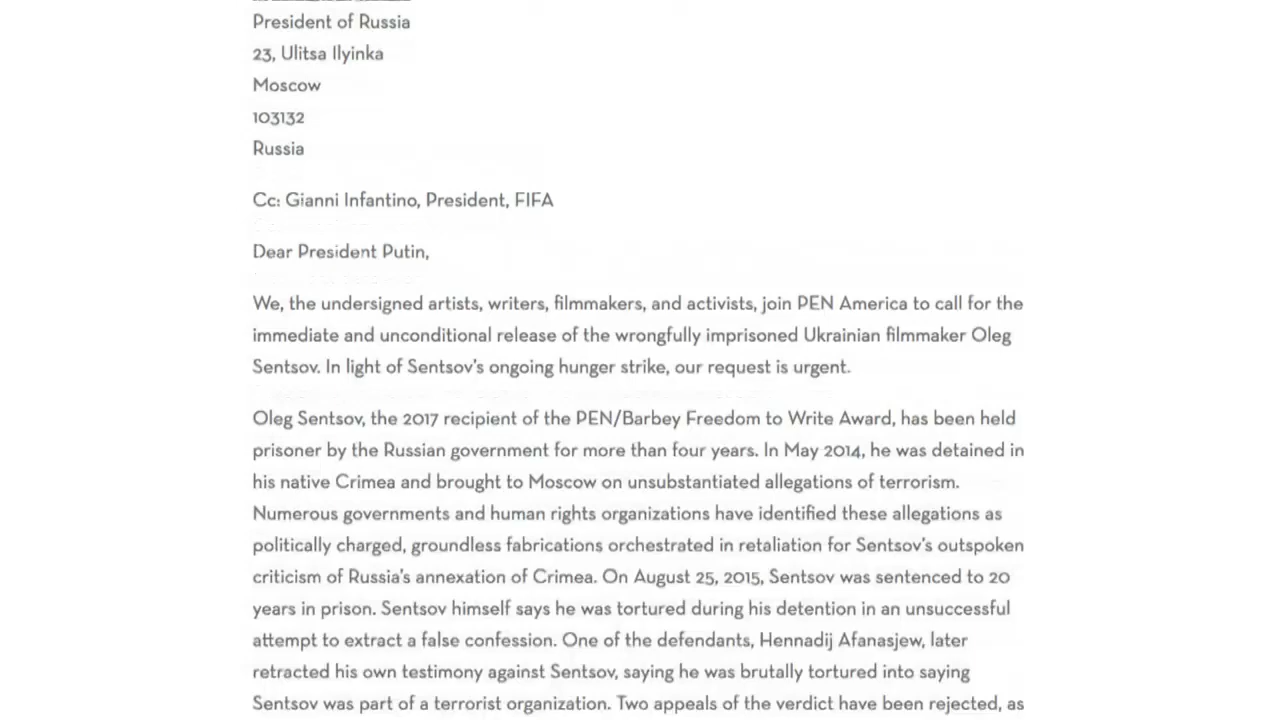 President of Russia
23, Ulitsa Ilyinka
Moscow
103132
Russia
Cc: Gianni Infantino, President, FIFA
Dear President Putin,
We, the undersigned artists, writers, filmmakers, and activists, join PEN America to call for the
immediate and unconditional release of the wrongfully imprisoned Ukrainian filmmaker Oleg
Sentsov. In light of Sentsov's ongoing hunger strike, our request is urgent.
Oleg Sentsov, the 2017 recipient of the PEN/Barbey Freedom to Write Award, has been held
prisoner by the Russian government for more than four years. In May 2014, he was detained in
his native Crimea and brought to Moscow on unsubstantiated allegations of terrorism.
Numerous governments and human rights organizations have identified these allegations as
politically charged, groundless fabrications orchestrated in retaliation for Sentsov's outspoken
criticism of Russia's annexation of Crimea. On August 25, 2015, Sentsov was sentenced to 20
years in prison. Sentsov himself says he was tortured during his detention in an unsuccessful
attempt to extract a false confession. One of the defendants, Hennadij Afanasjew, later
retracted his own testimony against Sentsov, saying he was brutally tortured into saying
Sentsov was part of a terrorist organization. Two appeals of the verdict have been rejected, as